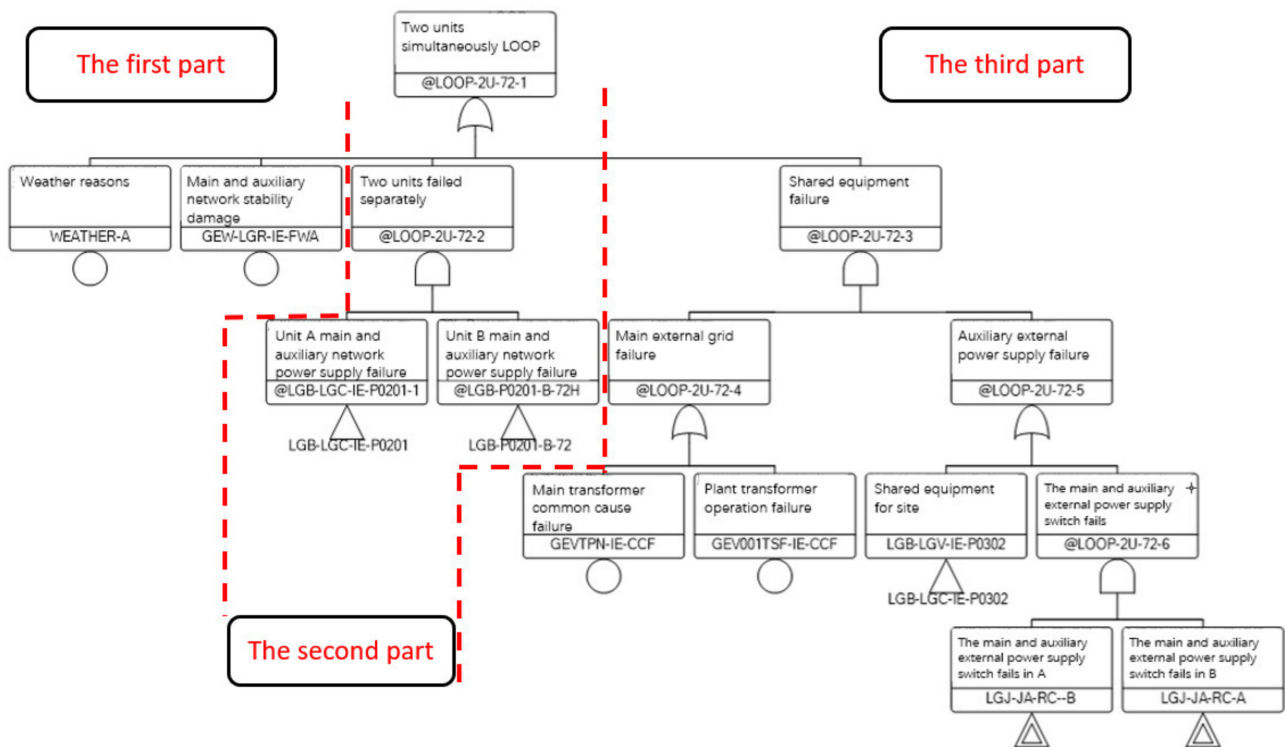 Two units
simultaneously LOOP
@LOOP-2U-72-1
The first part
The third part
Weather reasons
WEATHER-A
Main and auxiliary
network stability
damage
GEW-LGR-IE-FWA
Two units failed
separately
@LOOP-2U-72-2
Shared equipment
failure
@LOOP-2U-72-3
Unit A main and
auxiliary network
power supply failure
@LGB-LGC-IE-P0201-1
LGB-LGC-IE-P0201
Unit B main and
auxiliary network
power supply failure
@LGB-P0201-B-72H
LGB-P0201-B-72
Main external grid
failure
@LOOP-2U-72-4
Auxiliary external
power supply failure
@LOOP-2U-72-5
Main transformer
common cause
failure
GEVTPN-IE-CCF
Plant transformer
operation failure
GEV001TSF-IE-CCF
Shared equipment
for site
LGB-LGV-IE-P0302
LGB-LGC-IE-P0302
The main and auxiliary
external power supply
switch fails
@LOOP-2U-72-6
The second part
The main and auxiliary
external power supply
switch fails in A
LGJ-JA-RC--B
The main and auxiliary
external power supply
switch fails in B
LGJ-JA-RC-A